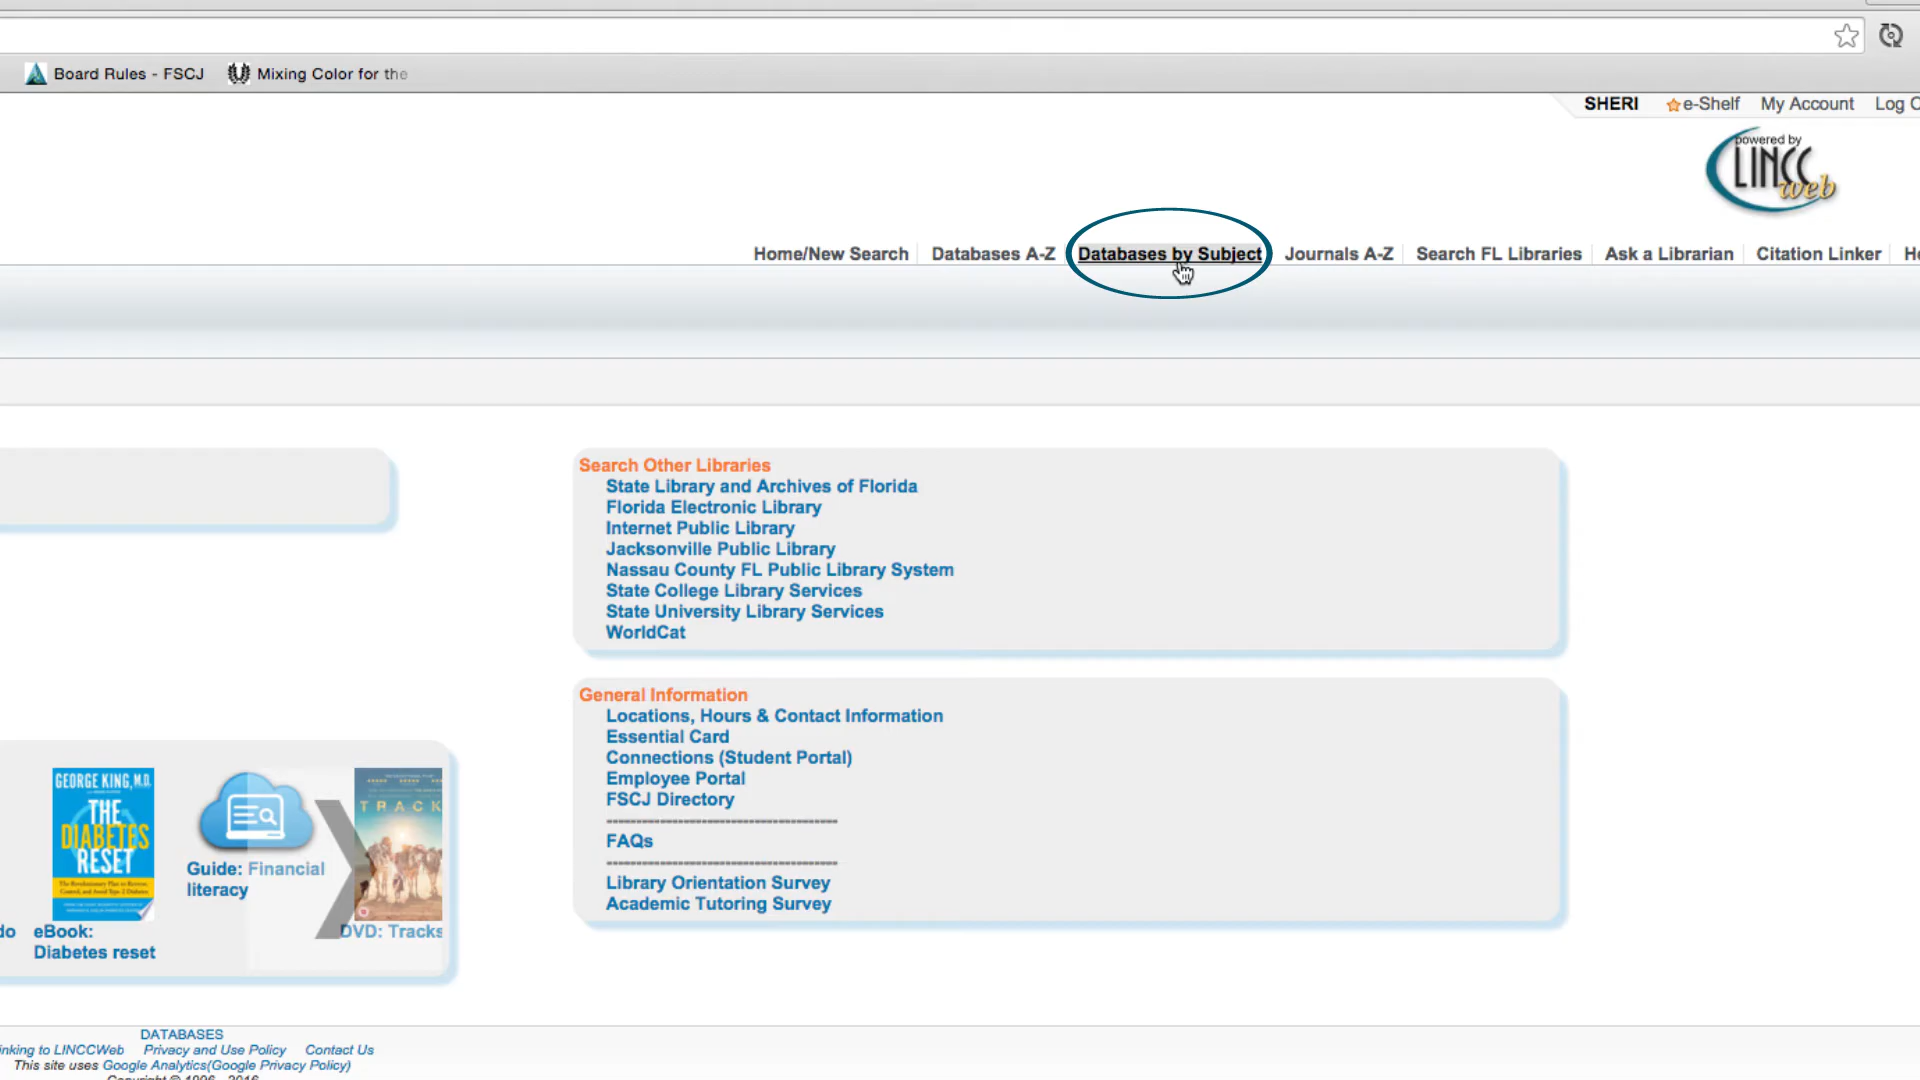 Board Rules - FSCJ
Mixing Color for the
SHERI e-Shelf My Account Log
powered by
LINCC
web
Home/New Search Databases A-Z Databases by Subject Journals A-Z Search FL Libraries Ask a Librarian Citation Linker
Search Other Libraries
State Library and Archives of Florida
Florida Electronic Library
Internet Public Library
Jacksonville Public Library
Nassau County FL Public Library System
State College Library Services
State University Library Services
WorldCat
General Information
Locations, Hours & Contact Information
Essential Card
Connections (Student Portal)
Employee Portal
FSCJ Directory
FAQs
Library Orientation Survey
Academic Tutoring Survey
GEORGE KING, M.D.
THE
DIABETES
RESET
eBook:
Diabetes reset
Guide: Financial
literacy
TRACK
DVD: Tracks
DATABASES
inking to LINCCWeb Privacy and Use Policy Contact Us
This site uses Google Analytics(Google Privacy Policy)
Copyright © 1996 - 2016